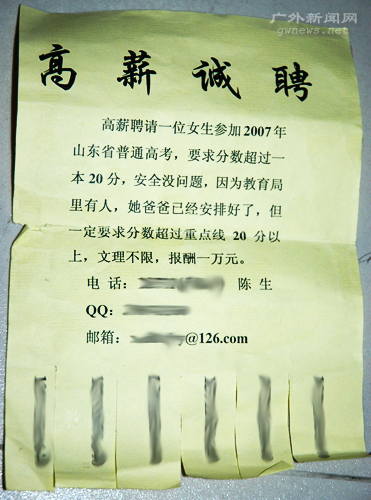 广外新闻网
gwnews.net
高薪诚聘
高薪聘请一位女生参加2007年
山东省普通高考，要求分数超过一
本20分，安全没问题，因为教育局
里有人，她爸爸已经安排好了，但
一定要求分数超过重点线 20 分以
上，文理不限，报酬一万元。
电 话： 陈 生
QQ:
邮箱： @126.com